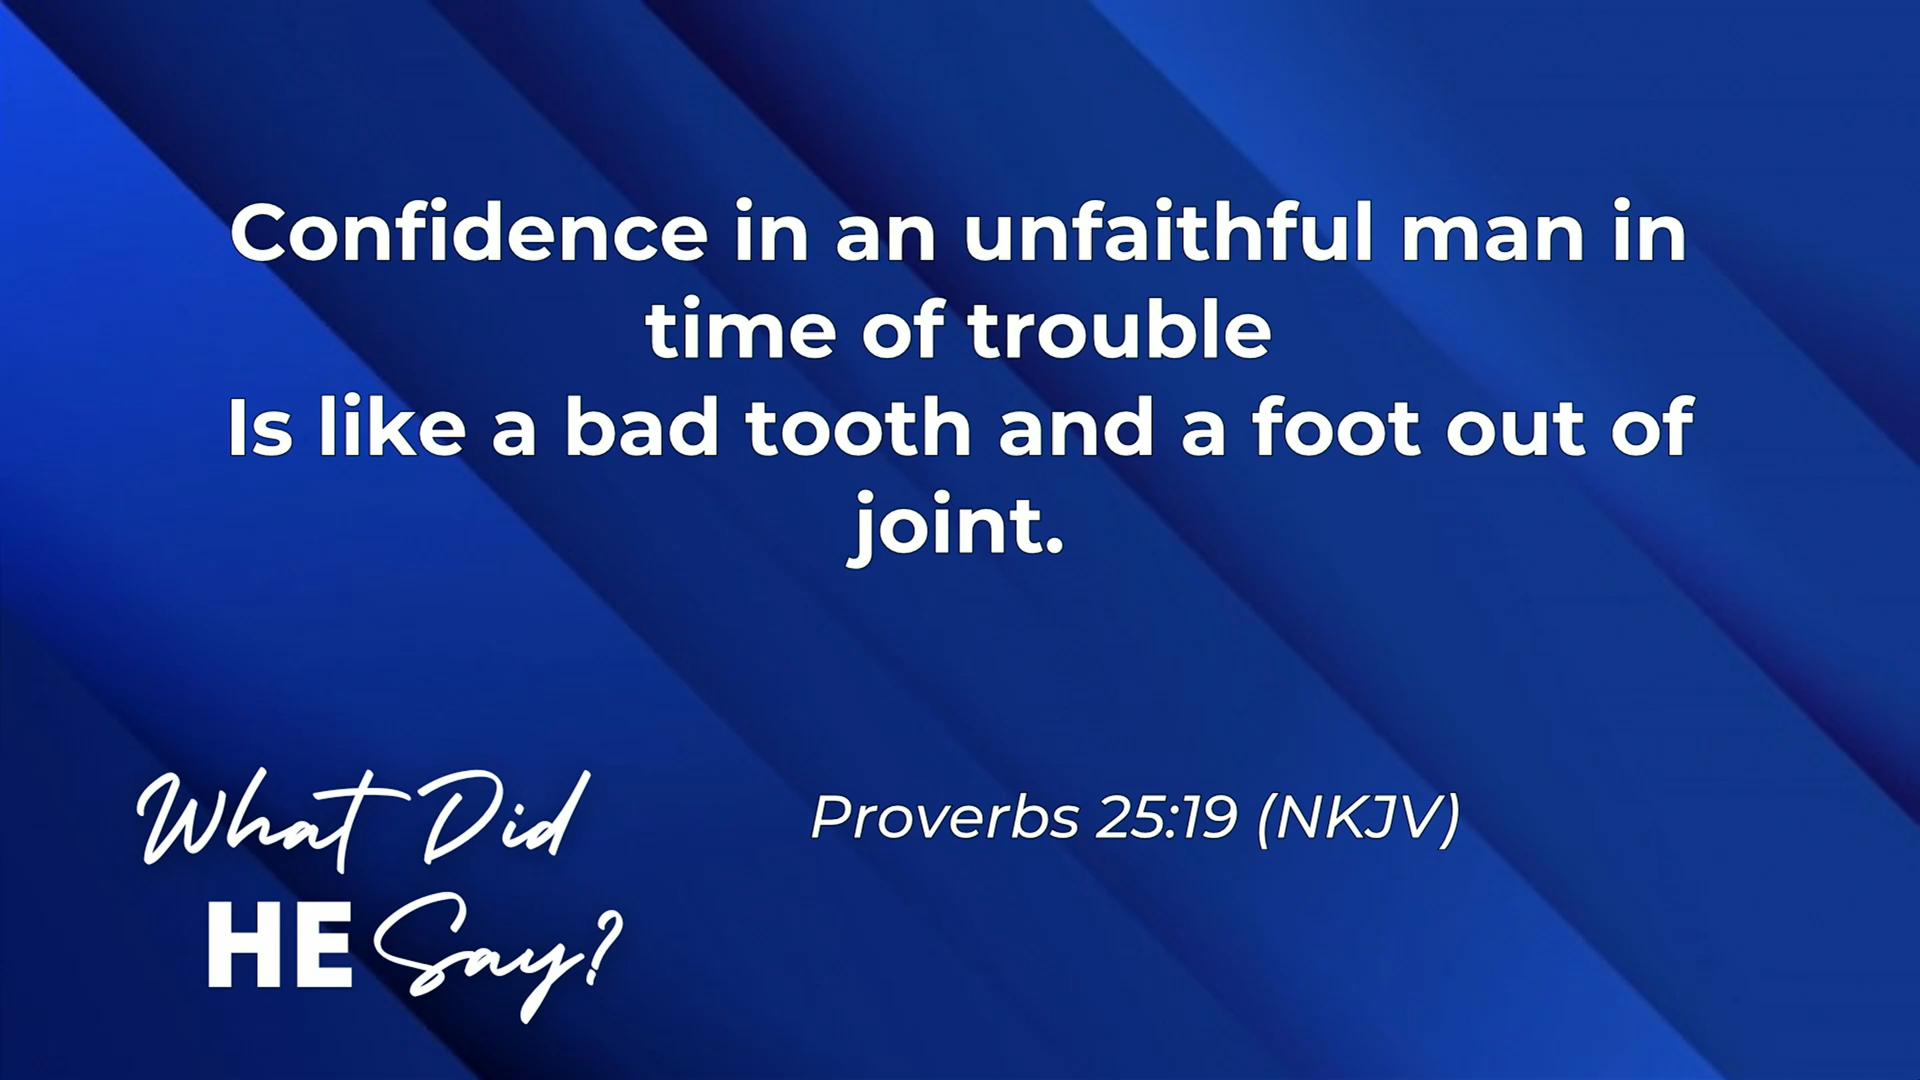 Confidence in an unfaithful man in
time of trouble
Is like a bad tooth and a foot out of
joint.
What Did
HE Say?
Proverbs 25:19 (NKJV)